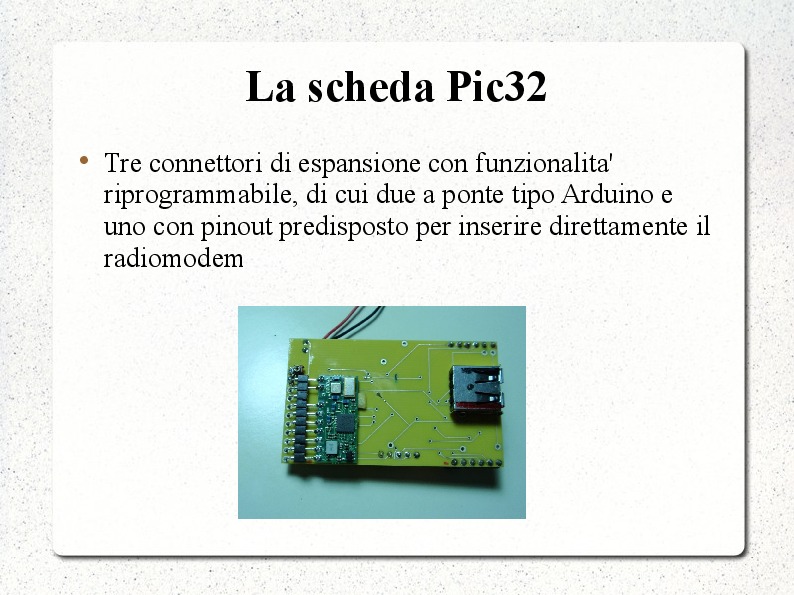 La scheda Pic32
Tre connettori di espansione con funzionalita'
riprogrammabile, di cui due a ponte tipo Arduino e
uno con pinout predisposto per inserire direttamente il
radiomodem